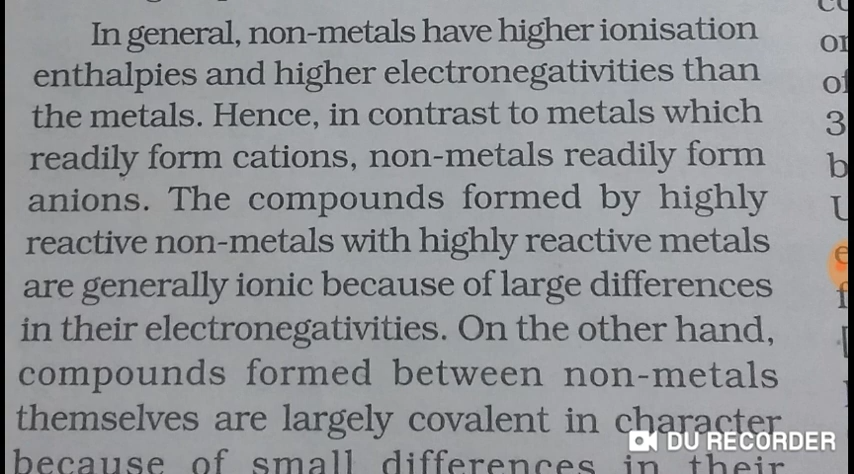 In general, non-metals have higher ionisation
enthalpies and higher electronegativities than
the metals. Hence, in contrast to metals which
readily form cations, non-metals readily form
anions. The compounds formed by highly
reactive non-metals with highly reactive metals
are generally ionic because of large differences
in their electronegativities. On the other hand,
compounds formed between non-metals
themselves are largely covalent in character
because of small differences in their
DU RECORDER